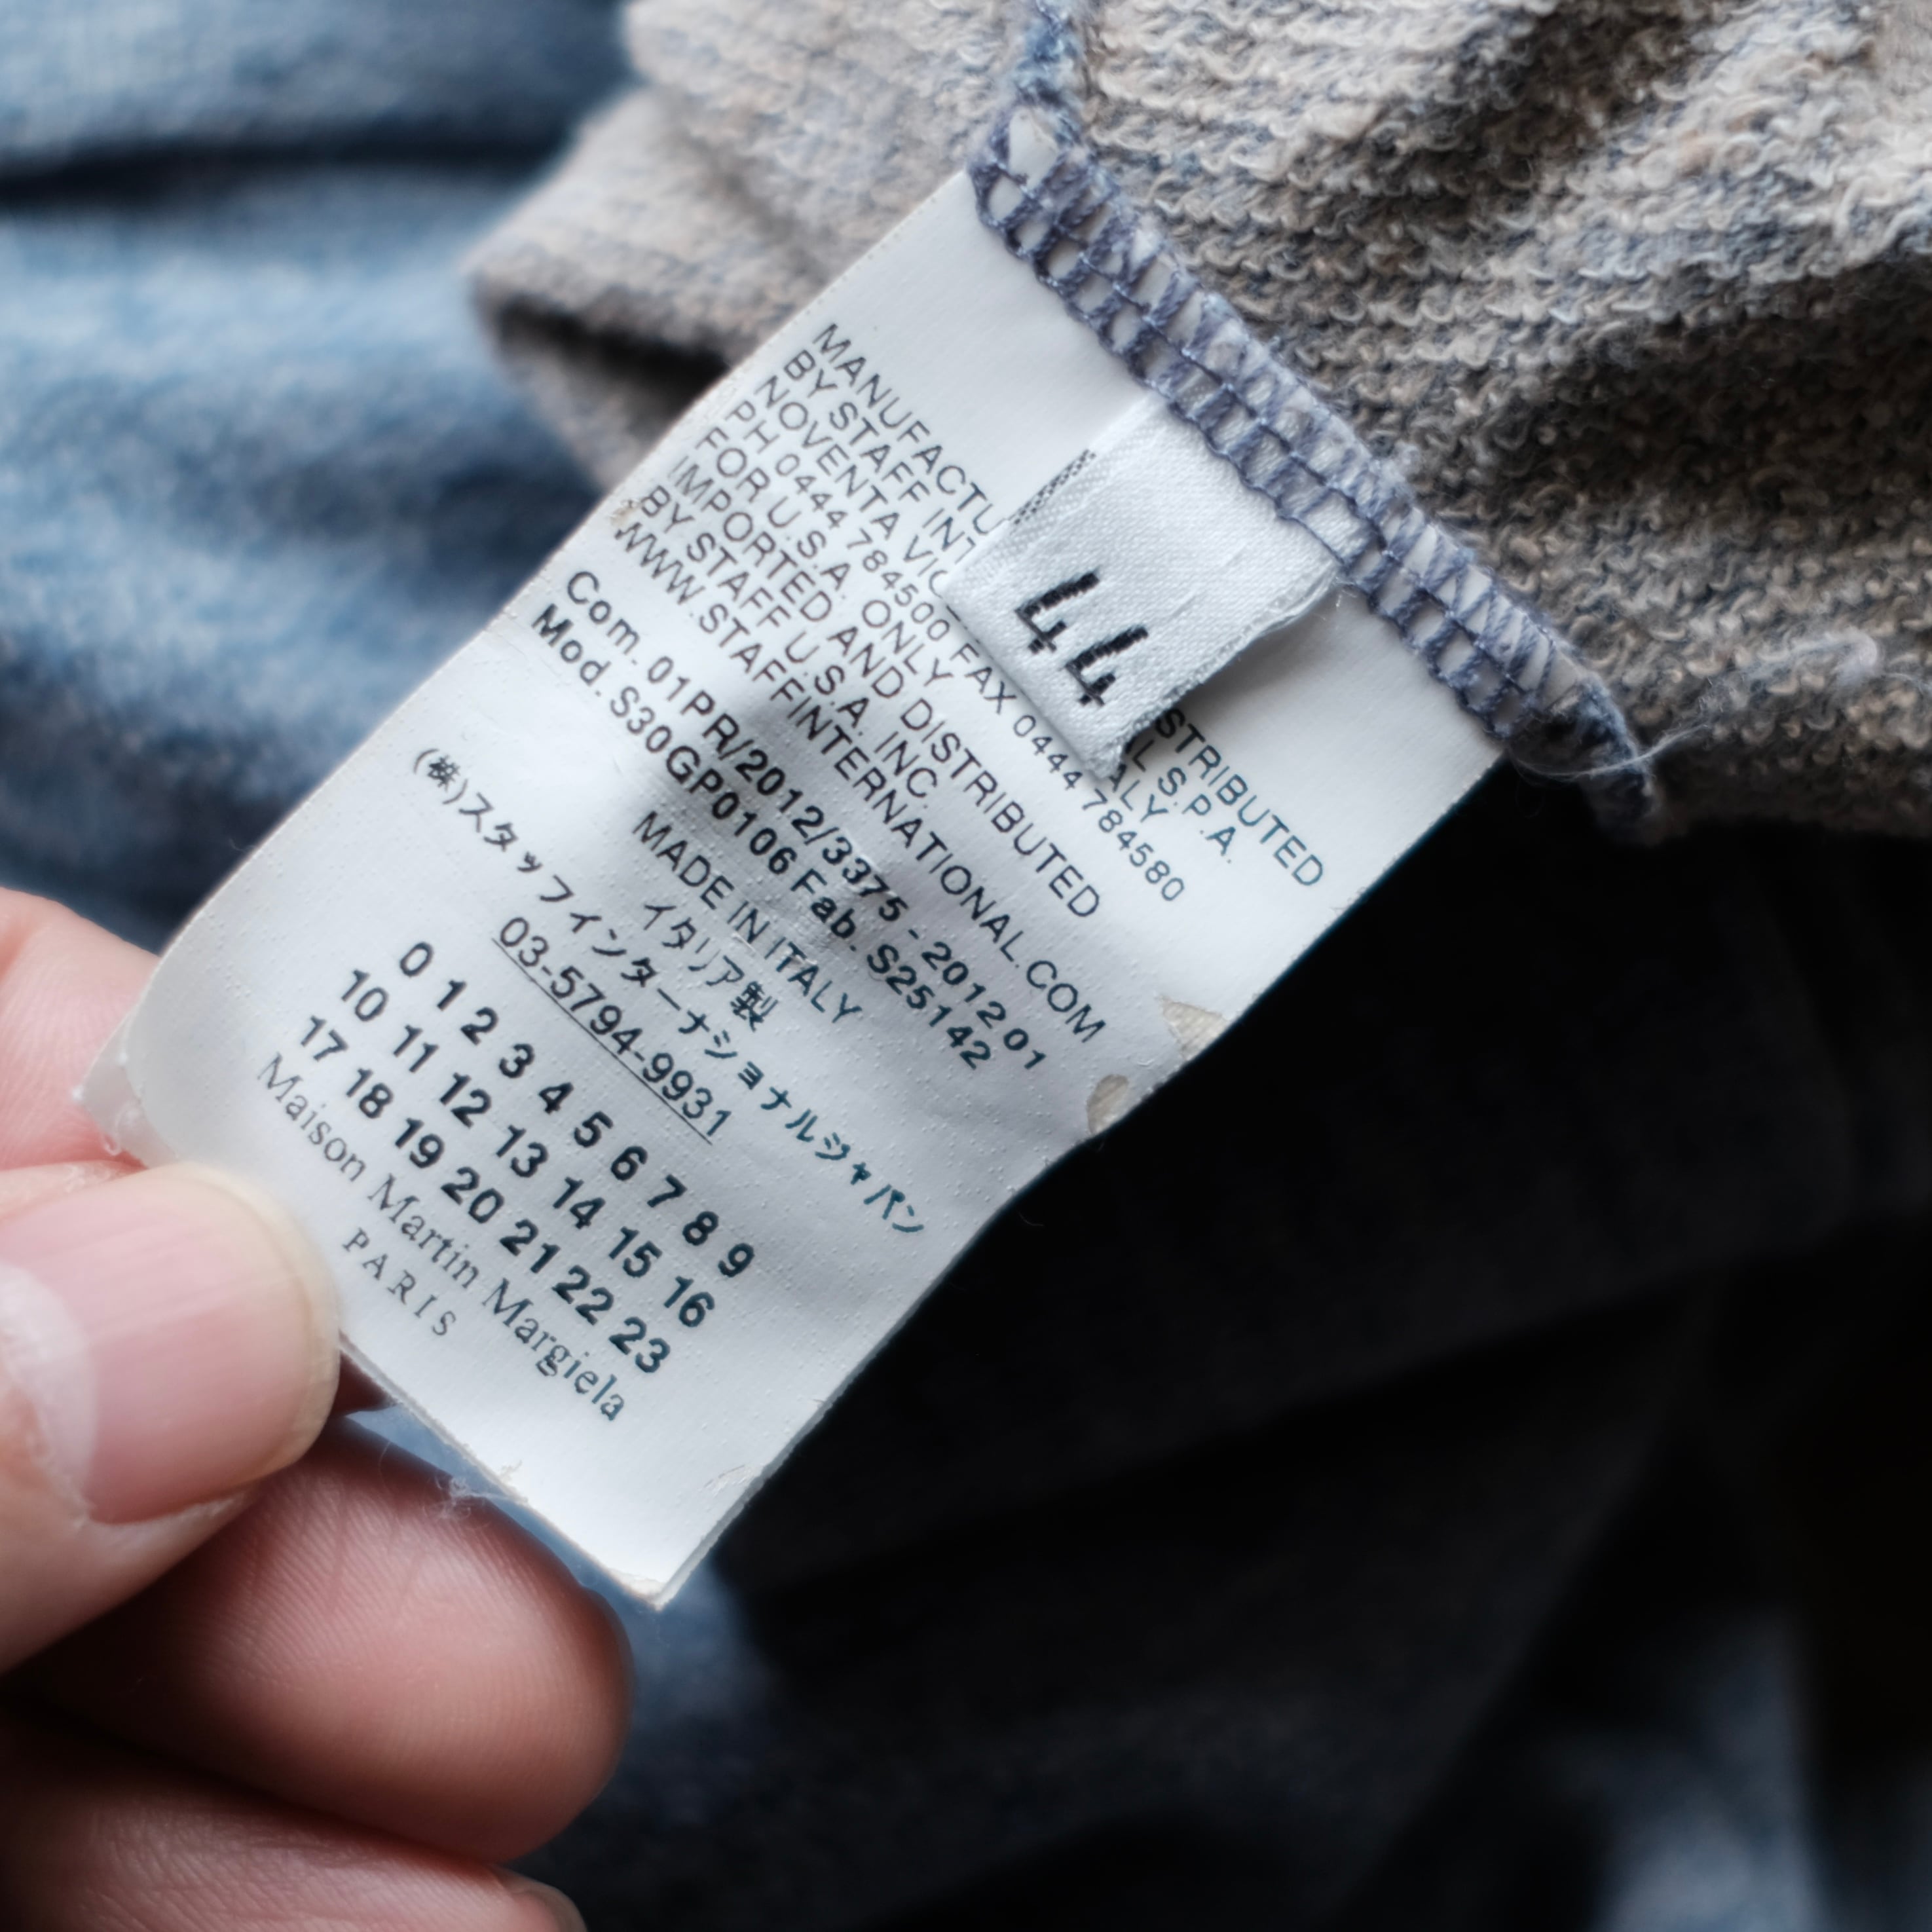 MANUFACTU STRIBUTED
BY STAFF INT AL S.P.A.
NOVENTA VIC ALY
PH 0444 784500 FAX 0444 784580
FOR U.S.A. ONLY
IMPORTED AND DISTRIBUTED
BY STAFF U.S.A. INC.
WWW.STAFFINTERNATIONAL.COM
Com. 01PR/2012/3375 - 2012 01
Mod. S30GP0106 Fab. S25142
MADE IN ITALY
イタリア製
(株)スタッフインターナショナルジャパン
03-5794-9931
0 1 2 3 4 5 6 7 8 9
10 11 12 13 14 15 16
17 18 19 20 21 22 23
Maison Martin Margiela
PARIS
44